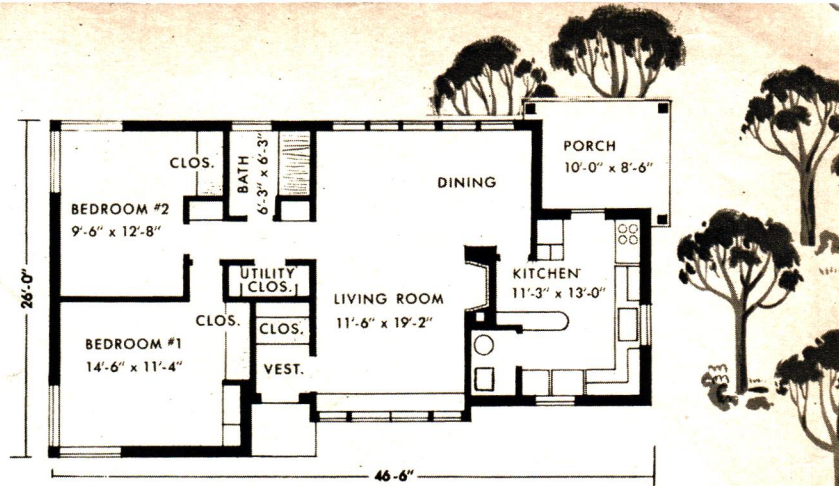 PORCH
10'-0" x 8'-6"
CLOS.
BATH
6'-3" x 6'-3"
DINING
BEDROOM #2
9'-6" x 12'-8"
26'-0"
UTILITY
CLOS.
KITCHEN
11'-3" x 13'-0"
LIVING ROOM
11'-6" x 19'-2"
CLOS.
CLOS.
BEDROOM #1
14'-6" x 11'-4"
VEST.
46-6"